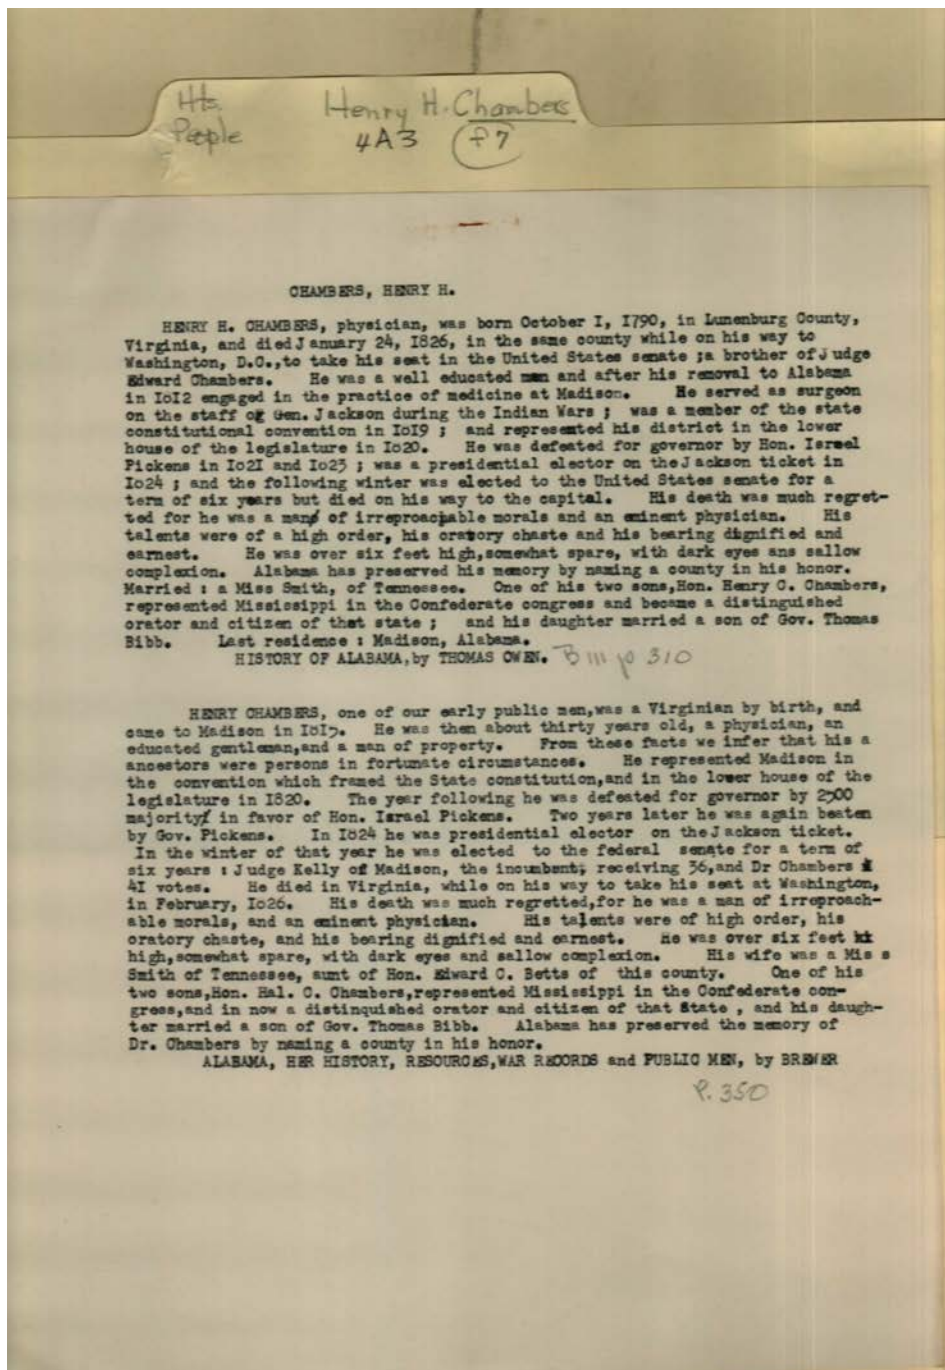 Hts. Henry H. Chambers
People 4A3 f7
CHAMBERS, HENRY H.
HENRY H. CHAMBERS, physician, was born October I, I790, in Lunenburg County,
Virginia, and died January 24, I826, in the same county while on his way to
Washington, D.C.,to take his seat in the United States senate ;a brother of Judge
Edward Chambers. He was a well educated man and after his removal to Alabama
in I8I2 engaged in the practice of medicine at Madison. He served as surgeon
on the staff of Gen. Jackson during the Indian Wars ; was a member of the state
constitutional convention in I8I9 ; and represented his district in the lower
house of the legislature in I820. He was defeated for governor by Hon. Israel
Pickens in I82I and I823 ; was a presidential elector on the Jackson ticket in
I824 ; and the following winter was elected to the United States senate for a
term of six years but died on his way to the capital. His death was much regret-
ted for he was a man of irreproachable morals and an eminent physician. His
talents were of a high order, his oratory chaste and his bearing dignified and
earnest. He was over six feet high,somewhat spare, with dark eyes ans sallow
complexion. Alabama has preserved his memory by naming a county in his honor.
Married : a Miss Smith, of Tennessee. One of his two sons,Hon. Henry C. Chambers,
represented Mississippi in the Confederate congress and became a distinguished
orator and citizen of that state ; and his daughter married a son of Gov. Thomas
Bibb. Last residence : Madison, Alabama.
HISTORY OF ALABAMA,by THOMAS OWEN. p 310
HENRY CHAMBERS, one of our early public men,was a Virginian by birth, and
came to Madison in I8I5. He was then about thirty years old, a physician, an
educated gentleman,and a man of property. From these facts we infer that his a
ancestors were persons in fortunate circumstances. He represented Madison in
the convention which framed the State constitution,and in the lower house of the
legislature in I820. The year following he was defeated for governor by 2500
majority in favor of Hon. Israel Pickens. Two years later he was again beaten
by Gov. Pickens. In I824 he was presidential elector on the Jackson ticket.
In the winter of that year he was elected to the federal senate for a term of
six years : Judge Kelly of Madison, the incumbent, receiving 36,and Dr Chambers
4I votes. He died in Virginia, while on his way to take his seat at Washington,
in February, I826. His death was much regretted,for he was a man of irreproach-
able morals, and an eminent physician. His talents were of high order, his
oratory chaste, and his bearing dignified and earnest. He was over six feet
high,somewhat spare, with dark eyes and sallow complexion. His wife was a Mis s
Smith of Tennessee, aunt of Hon. Edward C. Betts of this county. One of his
two sons,Hon. Hal. C. Chambers,represented Mississippi in the Confederate con-
gress,and in now a distinquished orator and citizen of that State , and his daugh-
ter married a son of Gov. Thomas Bibb. Alabama has preserved the memory of
Dr. Chambers by naming a county in his honor.
ALABAMA, HER HISTORY, RESOURCES,WAR RECORDS and PUBLIC MEN, by BREWER
P. 350